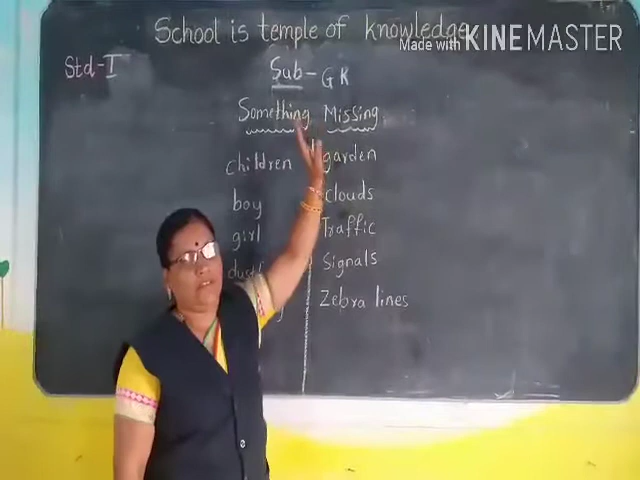 School is temple of knowledge
Made with KINEMASTER
Std-I
Sub-GK
Something Missing
children garden
boy clouds
girl Traffic
Signals
Zebra lines